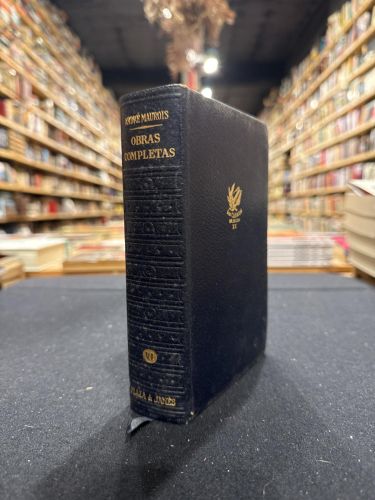 ANDRÉ MAUROIS
OBRAS
COMPLETAS
PLAZA & JANÉS